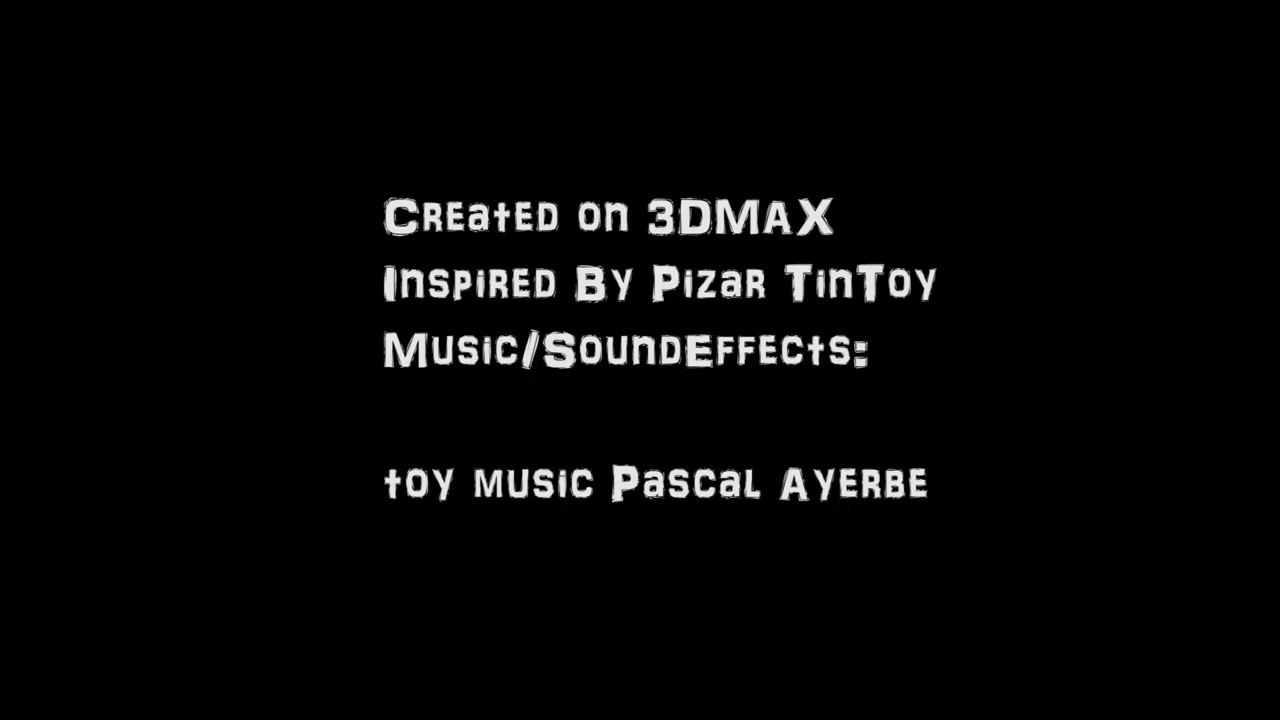 Created on 3DMAX
Inspired By Pizar TinToy
Music/SoundEffects:
toy music Pascal Ayerbe